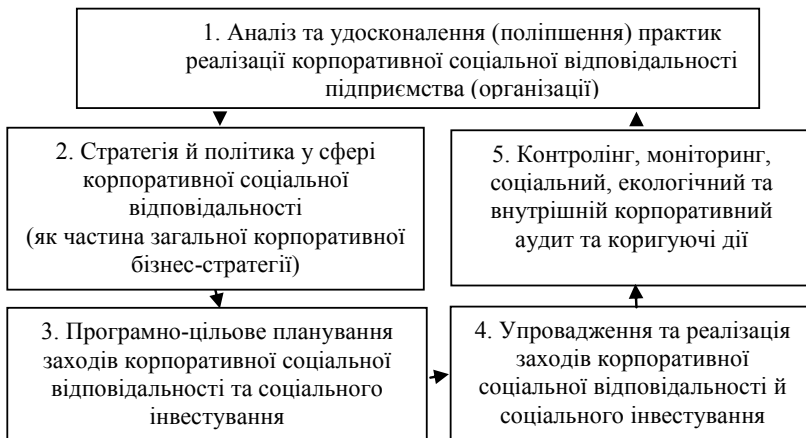 1. Аналіз та удосконалення (поліпшення) практик
реалізації корпоративної соціальної відповідальності
підприємства (організації)
2. Стратегія й політика у сфері
корпоративної соціальної
відповідальності
(як частина загальної корпоративної
бізнес-стратегії)
3. Програмно-цільове планування
заходів корпоративної соціальної
відповідальності та соціального
інвестування
4. Упровадження та реалізація
заходів корпоративної
соціальної відповідальності й
соціального інвестування
5. Контролінг, моніторинг,
соціальний, екологічний та
внутрішній корпоративний
аудит та коригуючі дії